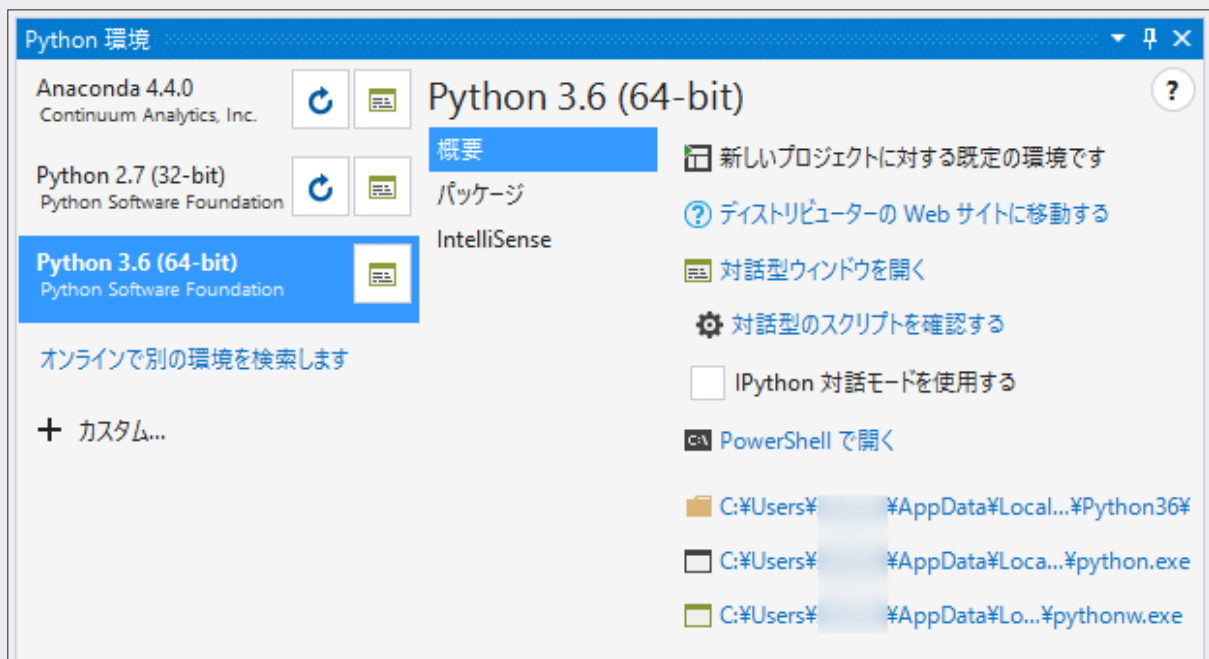 Python 環境
Anaconda 4.4.0
Continuum Analytics, Inc.
Python 2.7 (32-bit)
Python Software Foundation
Python 3.6 (64-bit)
Python Software Foundation
オンラインで別の環境を検索します
+ カスタム...
Python 3.6 (64-bit)
?
概要
パッケージ
IntelliSense
新しいプロジェクトに対する既定の環境です
? ディストリビューターの Web サイトに移動する
対話型ウィンドウを開く
対話型のスクリプトを確認する
IPython 対話モードを使用する
C:\ PowerShell で開く
C:¥Users¥ ¥AppData¥Local...¥Python36¥
C:¥Users¥ ¥AppData¥Loca...¥python.exe
C:¥Users¥ ¥AppData¥Lo...¥pythonw.exe